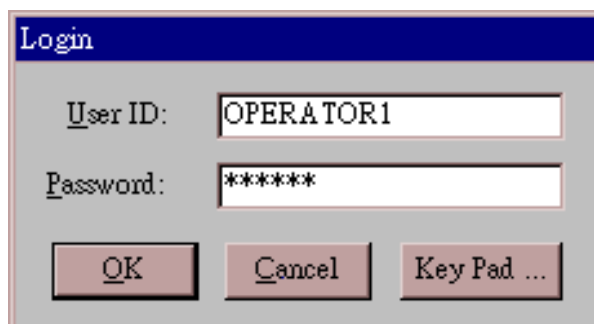 Login
User ID: OPERATOR1
Password: ******
OK Cancel Key Pad ...